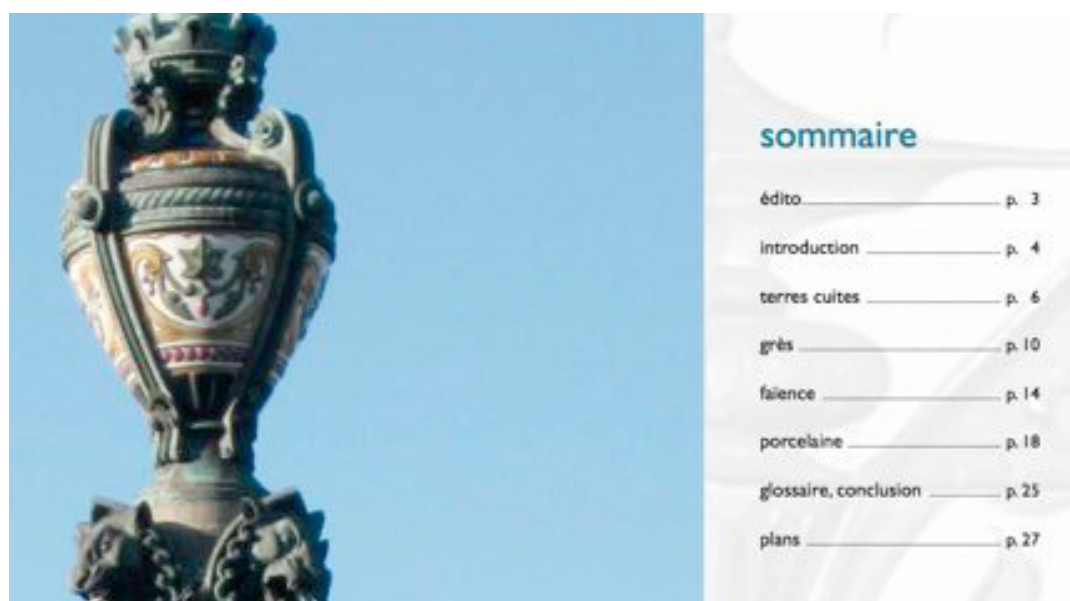 sommaire
édito p. 3
introduction p. 4
terres cuites p. 6
grès p. 10
faïence p. 14
porcelaine p. 18
glossaire, conclusion p. 25
plans p. 27